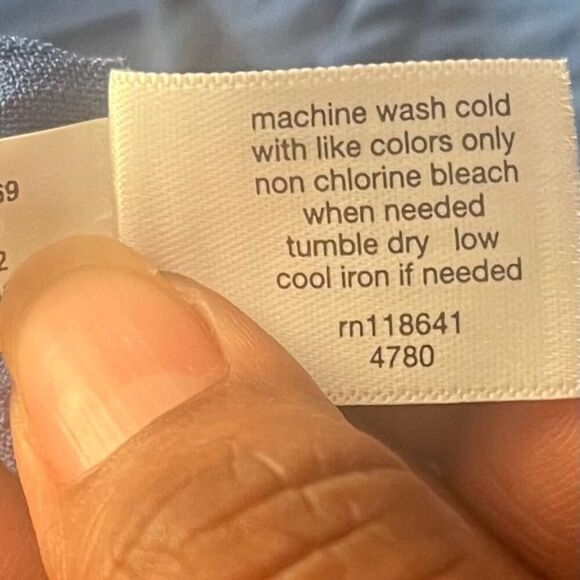 machine wash cold
with like colors only
non chlorine bleach
when needed
tumble dry low
cool iron if needed
rn118641
4780